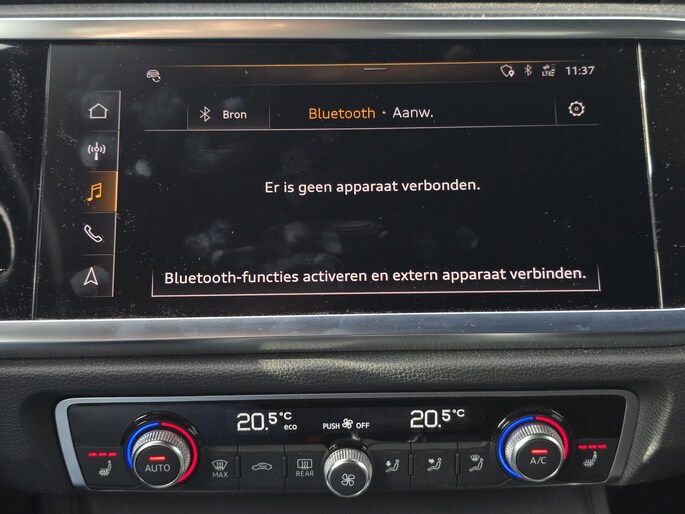 LTE 11:37
Bron
Bluetooth • Aanw.
Er is geen apparaat verbonden.
Bluetooth-functies activeren en extern apparaat verbinden.
20.5°C
eco
PUSH OFF
20.5°C
AUTO
MAX
REAR
A/C